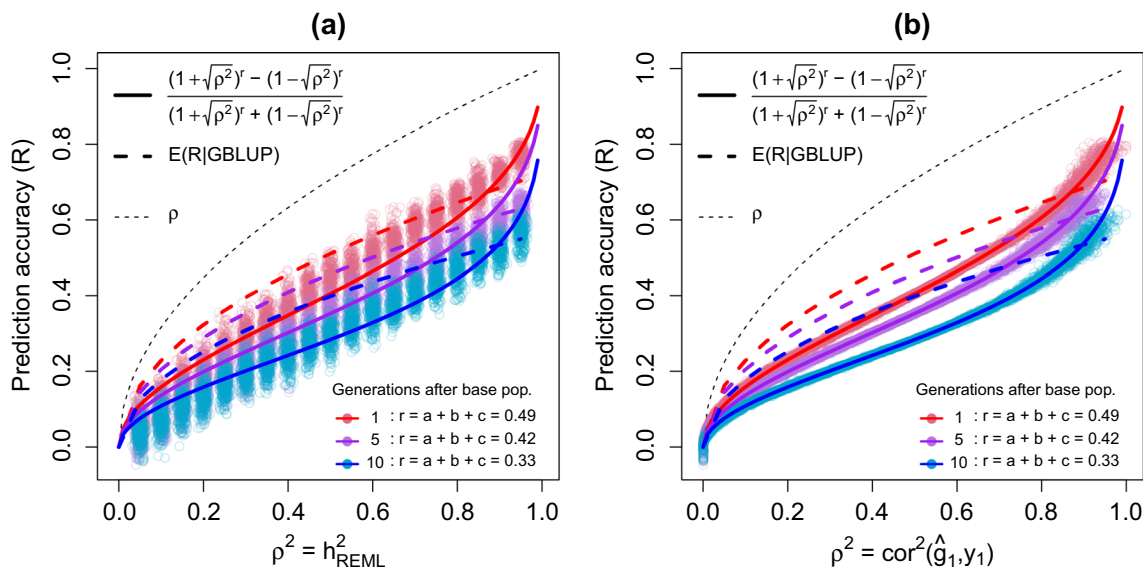 (a)
Prediction accuracy (R)
1.0
0.8
0.6
0.4
0.2
0.0
(1+√ρ²)ʳ − (1−√ρ²)ʳ
(1+√ρ²)ʳ + (1−√ρ²)ʳ
E(R|GBLUP)
ρ
Generations after base pop.
1 : r = a + b + c = 0.49
5 : r = a + b + c = 0.42
10 : r = a + b + c = 0.33
0.0 0.2 0.4 0.6 0.8 1.0
ρ² = h²REML
(b)
Prediction accuracy (R)
1.0
0.8
0.6
0.4
0.2
0.0
(1+√ρ²)ʳ − (1−√ρ²)ʳ
(1+√ρ²)ʳ + (1−√ρ²)ʳ
E(R|GBLUP)
ρ
Generations after base pop.
1 : r = a + b + c = 0.49
5 : r = a + b + c = 0.42
10 : r = a + b + c = 0.33
0.0 0.2 0.4 0.6 0.8 1.0
ρ² = cor²(ĝ₁,y₁)